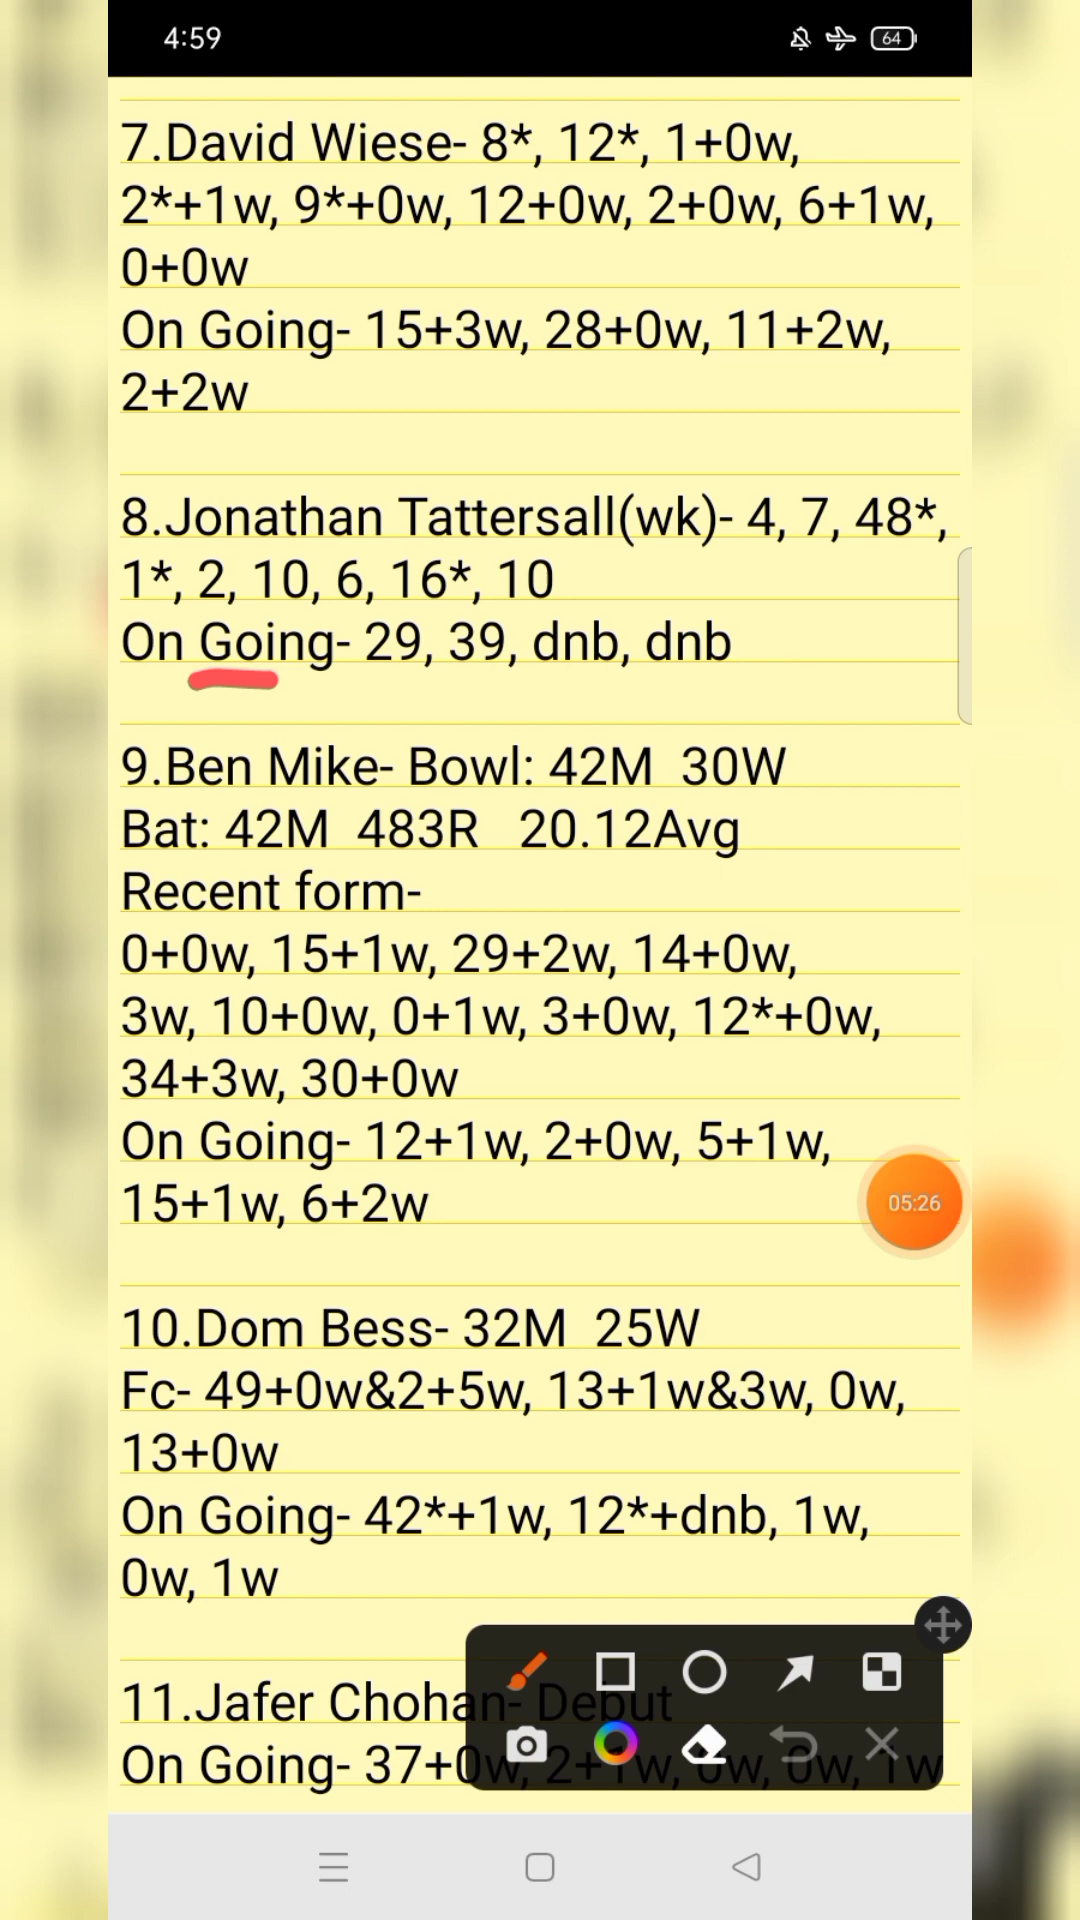 4:59
64
7.David Wiese- 8*, 12*, 1+0w,
2*+1w, 9*+0w, 12+0w, 2+0w, 6+1w,
0+0w
On Going- 15+3w, 28+0w, 11+2w,
2+2w
8.Jonathan Tattersall(wk)- 4, 7, 48*,
1*, 2, 10, 6, 16*, 10
On Going- 29, 39, dnb, dnb
9.Ben Mike- Bowl: 42M  30W
Bat: 42M  483R   20.12Avg
Recent form-
0+0w, 15+1w, 29+2w, 14+0w,
3w, 10+0w, 0+1w, 3+0w, 12*+0w,
34+3w, 30+0w
On Going- 12+1w, 2+0w, 5+1w,
15+1w, 6+2w
05:26
10.Dom Bess- 32M  25W
Fc- 49+0w&2+5w, 13+1w&3w, 0w,
13+0w
On Going- 42*+1w, 12*+dnb, 1w,
0w, 1w
11.Jafer Chohan- Debut
On Going- 37+0w, 2+1w, 0w, 0w, 1w